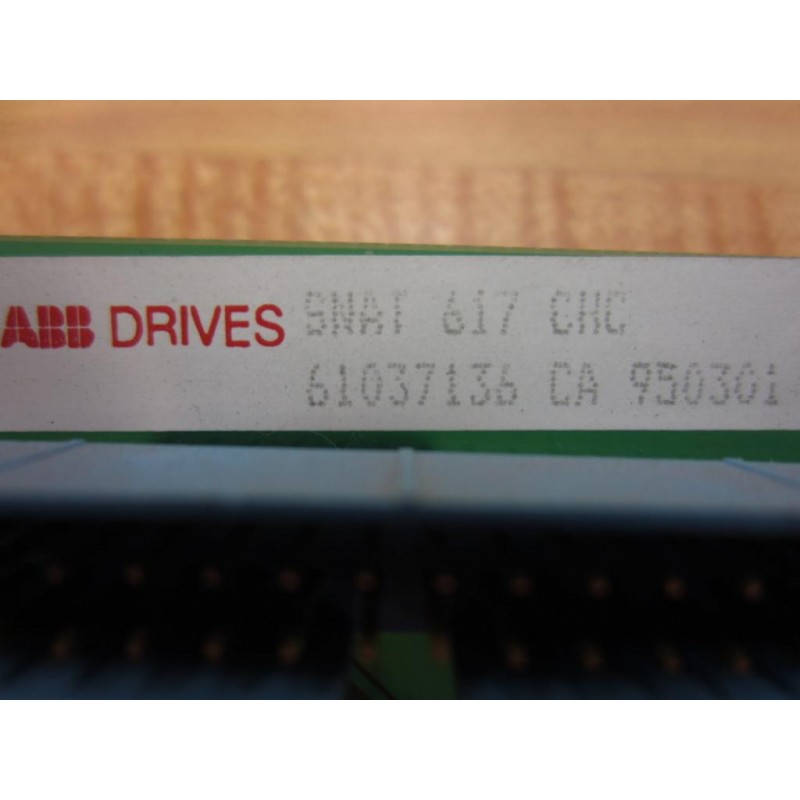 ABB DRIVES SNAT 617 CHC
61037136 CA 950301